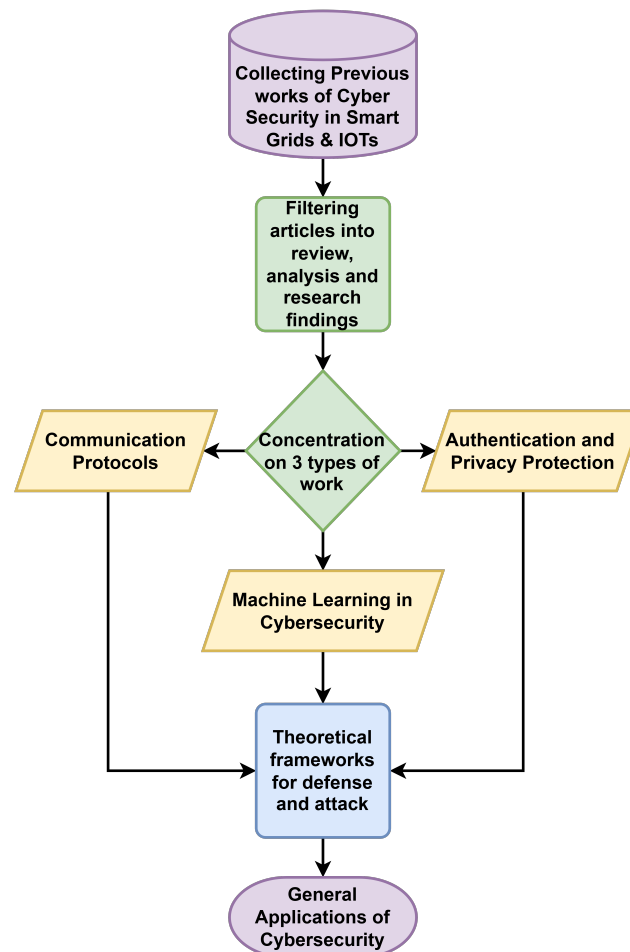 Collecting Previous
works of Cyber
Security in Smart
Grids & IOTs
Filtering
articles into
review,
analysis and
research
findings
Concentration
on 3 types of
work
Communication
Protocols
Authentication and
Privacy Protection
Machine Learning in
Cybersecurity
Theoretical
frameworks
for defense
and attack
General
Applications of
Cybersecurity